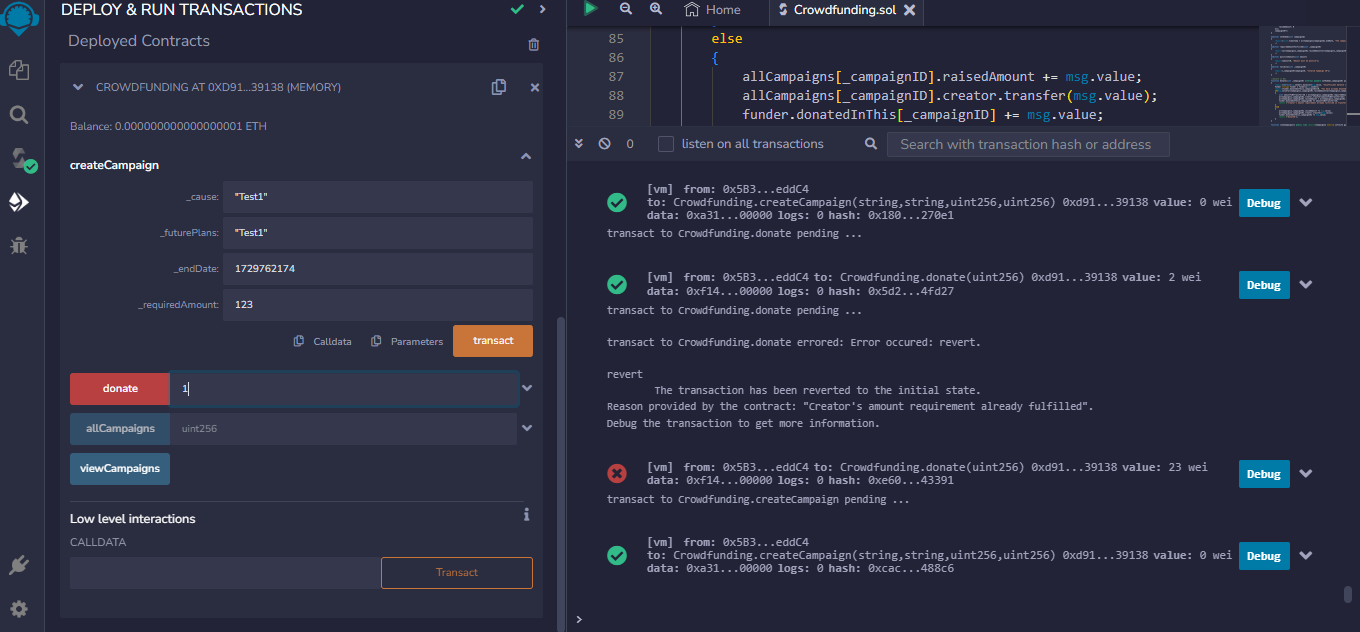 DEPLOY & RUN TRANSACTIONS
Deployed Contracts
CROWDFUNDING AT 0XD91...39138 (MEMORY)
Balance: 0.000000000000000001 ETH
createCampaign
_cause: "Test1"
_futurePlans: "Test1"
_endDate: 1729762174
_requiredAmount: 123
Calldata Parameters transact
donate 1
allCampaigns uint256
viewCampaigns
Low level interactions i
CALLDATA
Transact
Home Crowdfunding.sol
85 else
86 {
87 allCampaigns[_campaignID].raisedAmount += msg.value;
88 allCampaigns[_campaignID].creator.transfer(msg.value);
89 funder.donatedInThis[_campaignID] += msg.value;
0 listen on all transactions Search with transaction hash or address
[vm] from: 0x5B3...eddC4
to: Crowdfunding.createCampaign(string,string,uint256,uint256) 0xd91...39138 value: 0 wei
data: 0xa31...00000 logs: 0 hash: 0x180...270e1
Debug
transact to Crowdfunding.donate pending ...
[vm] from: 0x5B3...eddC4 to: Crowdfunding.donate(uint256) 0xd91...39138 value: 2 wei
data: 0xf14...00000 logs: 0 hash: 0x5d2...4fd27
Debug
transact to Crowdfunding.donate pending ...
transact to Crowdfunding.donate errored: Error occured: revert.
revert
The transaction has been reverted to the initial state.
Reason provided by the contract: "Creator's amount requirement already fulfilled".
Debug the transaction to get more information.
[vm] from: 0x5B3...eddC4 to: Crowdfunding.donate(uint256) 0xd91...39138 value: 23 wei
data: 0xf14...00000 logs: 0 hash: 0xe60...43391
Debug
transact to Crowdfunding.createCampaign pending ...
[vm] from: 0x5B3...eddC4
to: Crowdfunding.createCampaign(string,string,uint256,uint256) 0xd91...39138 value: 0 wei
data: 0xa31...00000 logs: 0 hash: 0xcac...488c6
Debug
>